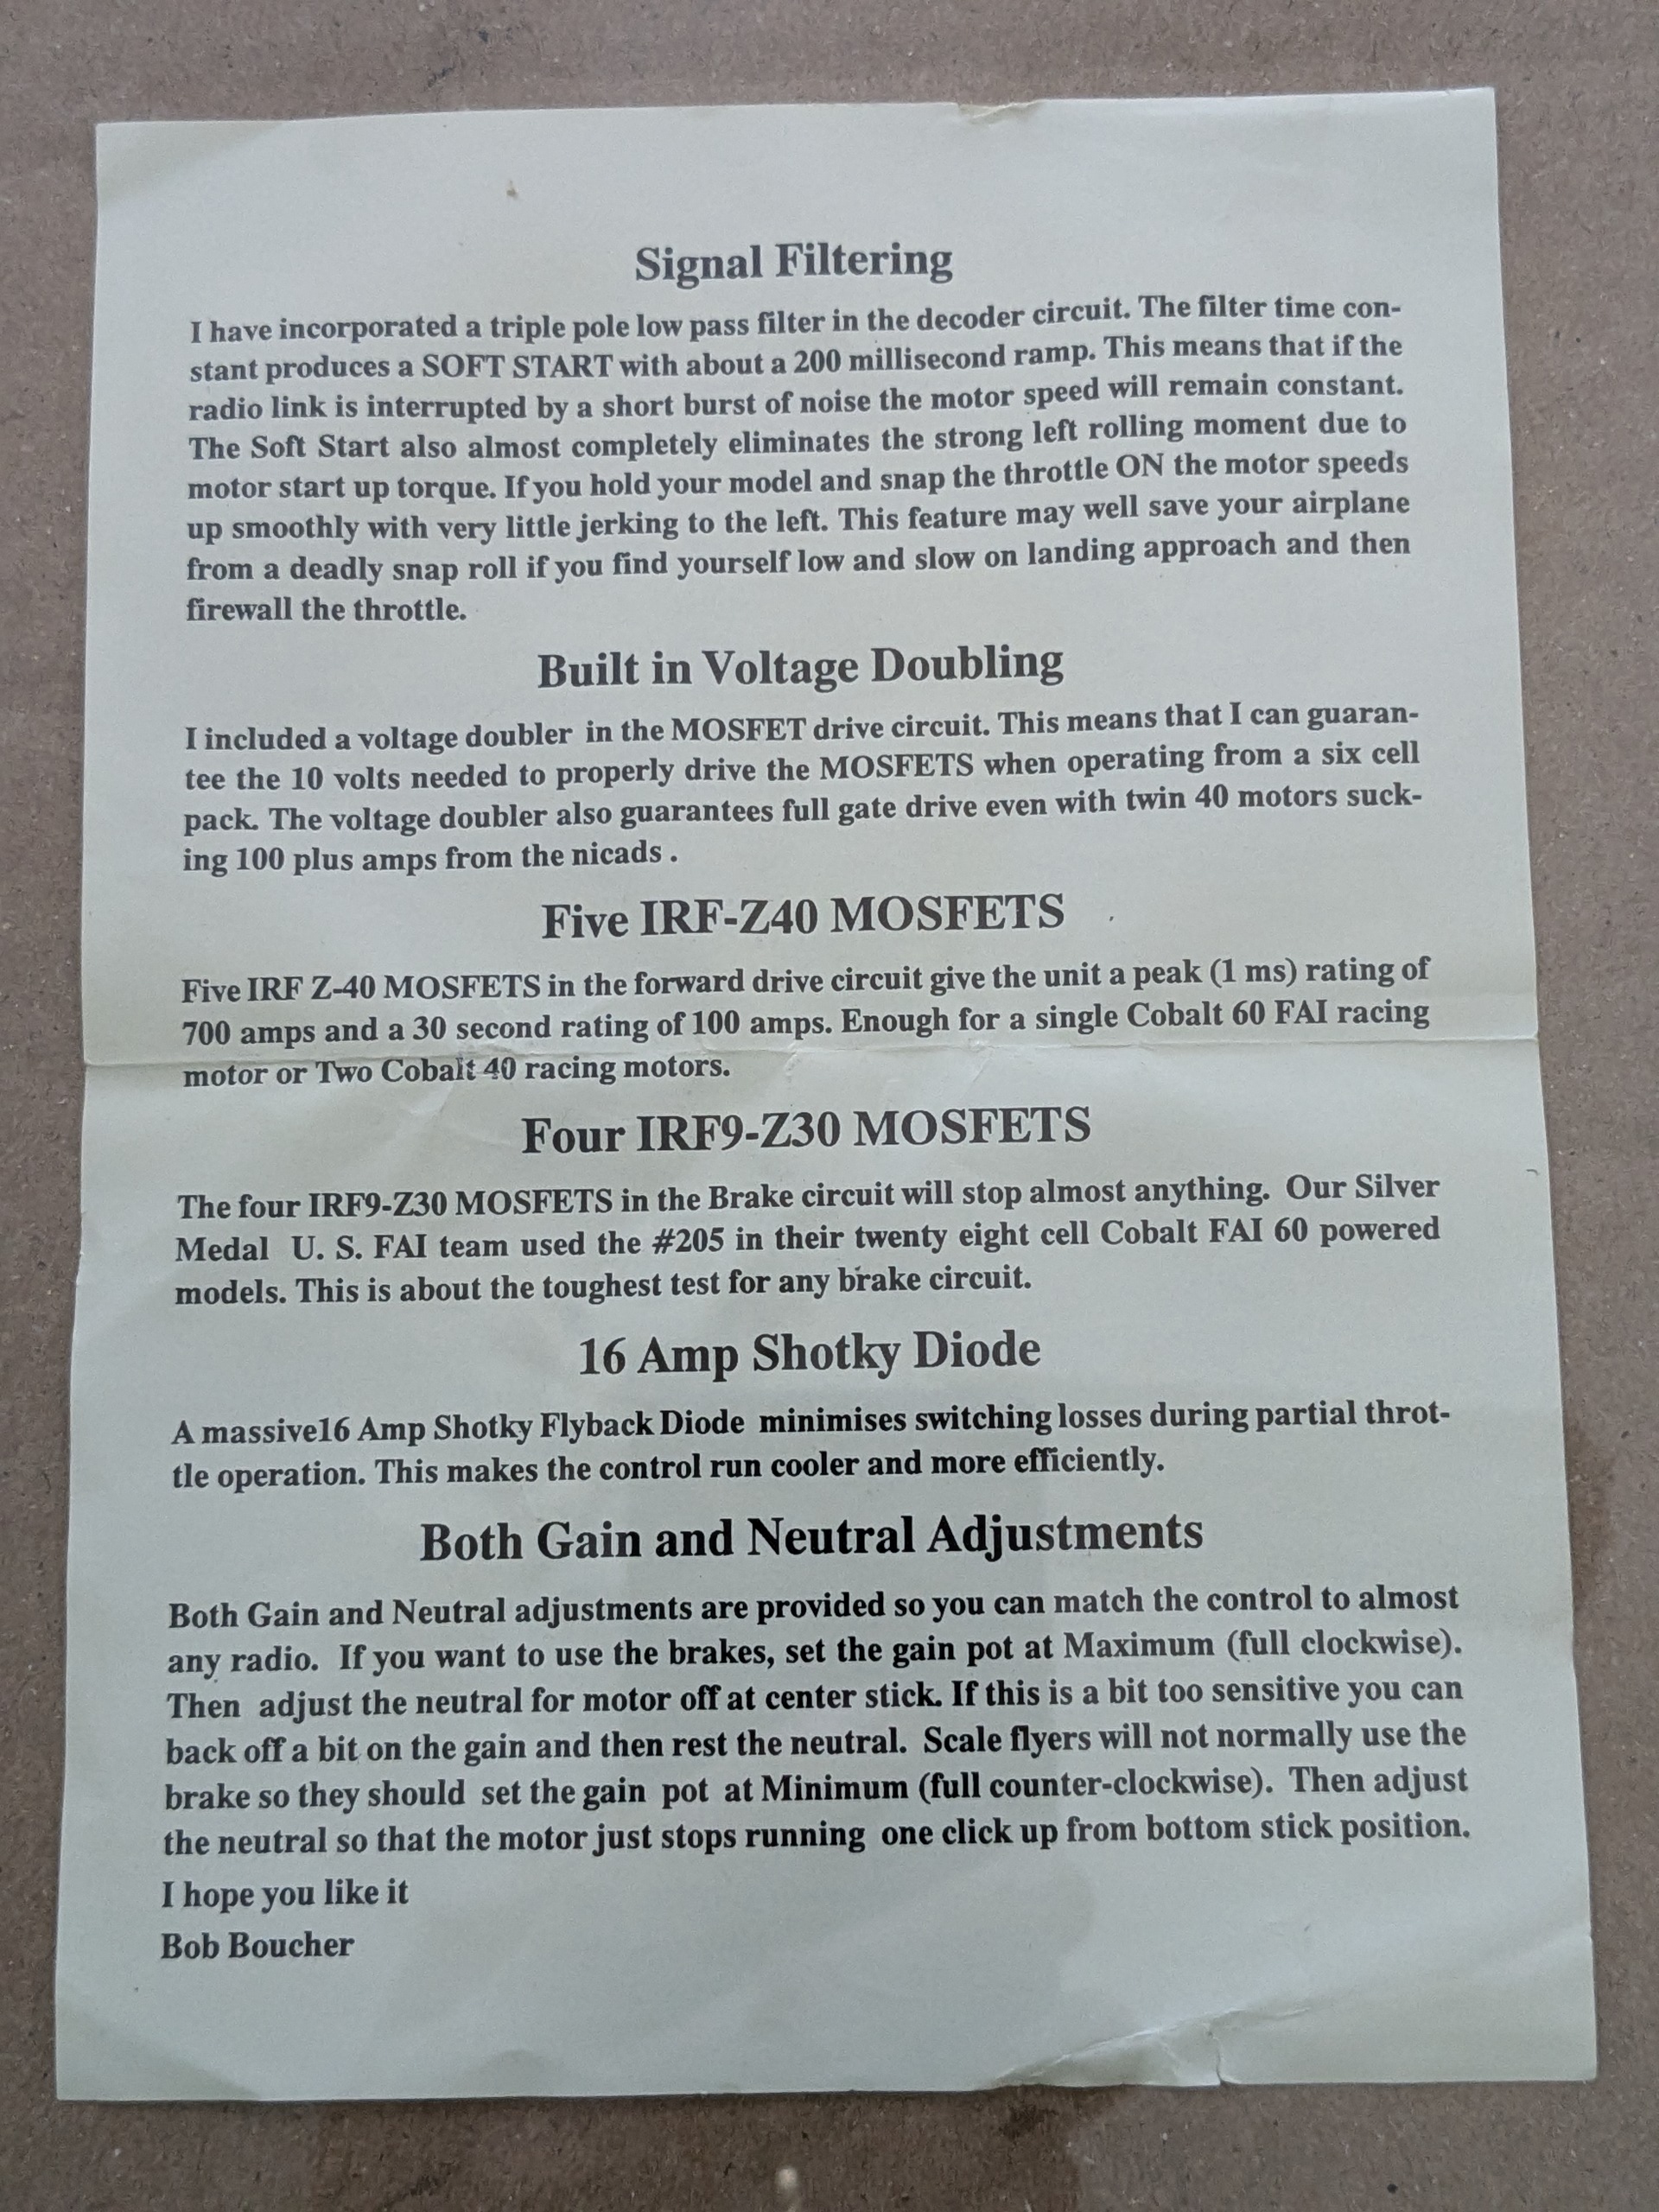 Signal Filtering
I have incorporated a triple pole low pass filter in the decoder circuit. The filter time con-
stant produces a SOFT START with about a 200 millisecond ramp. This means that if the
radio link is interrupted by a short burst of noise the motor speed will remain constant.
The Soft Start also almost completely eliminates the strong left rolling moment due to
motor start up torque. If you hold your model and snap the throttle ON the motor speeds
up smoothly with very little jerking to the left. This feature may well save your airplane
from a deadly snap roll if you find yourself low and slow on landing approach and then
firewall the throttle.
Built in Voltage Doubling
I included a voltage doubler in the MOSFET drive circuit. This means that I can guaran-
tee the 10 volts needed to properly drive the MOSFETS when operating from a six cell
pack. The voltage doubler also guarantees full gate drive even with twin 40 motors suck-
ing 100 plus amps from the nicads .
Five IRF-Z40 MOSFETS
Five IRF Z-40 MOSFETS in the forward drive circuit give the unit a peak (1 ms) rating of
700 amps and a 30 second rating of 100 amps. Enough for a single Cobalt 60 FAI racing
motor or Two Cobalt 40 racing motors.
Four IRF9-Z30 MOSFETS
The four IRF9-Z30 MOSFETS in the Brake circuit will stop almost anything. Our Silver
Medal U. S. FAI team used the #205 in their twenty eight cell Cobalt FAI 60 powered
models. This is about the toughest test for any brake circuit.
16 Amp Shotky Diode
A massive16 Amp Shotky Flyback Diode minimises switching losses during partial throt-
tle operation. This makes the control run cooler and more efficiently.
Both Gain and Neutral Adjustments
Both Gain and Neutral adjustments are provided so you can match the control to almost
any radio. If you want to use the brakes, set the gain pot at Maximum (full clockwise).
Then adjust the neutral for motor off at center stick. If this is a bit too sensitive you can
back off a bit on the gain and then rest the neutral. Scale flyers will not normally use the
brake so they should set the gain pot at Minimum (full counter-clockwise). Then adjust
the neutral so that the motor just stops running one click up from bottom stick position.
I hope you like it
Bob Boucher